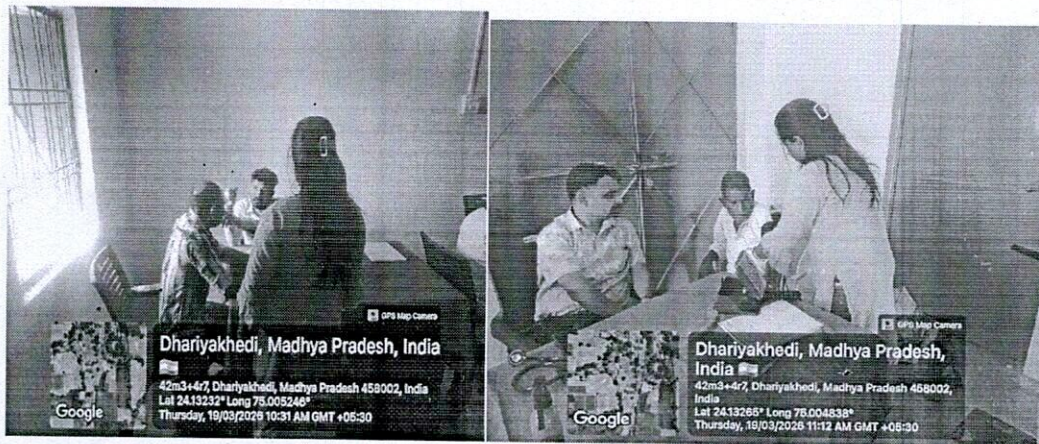 GPS Map Camera
Dhariyakhedi, Madhya Pradesh, India
42m3+4r7, Dhariyakhedi, Madhya Pradesh 458002, India
Lat 24.13232° Long 75.005246°
Thursday, 19/03/2026 10:31 AM GMT +05:30
Google
GPS Map Camera
Dhariyakhedi, Madhya Pradesh,
India
42m3+4r7, Dhariyakhedi, Madhya Pradesh 458002,
India
Lat 24.13265° Long 75.004838°
Thursday, 19/03/2026 11:12 AM GMT +05:30
Google